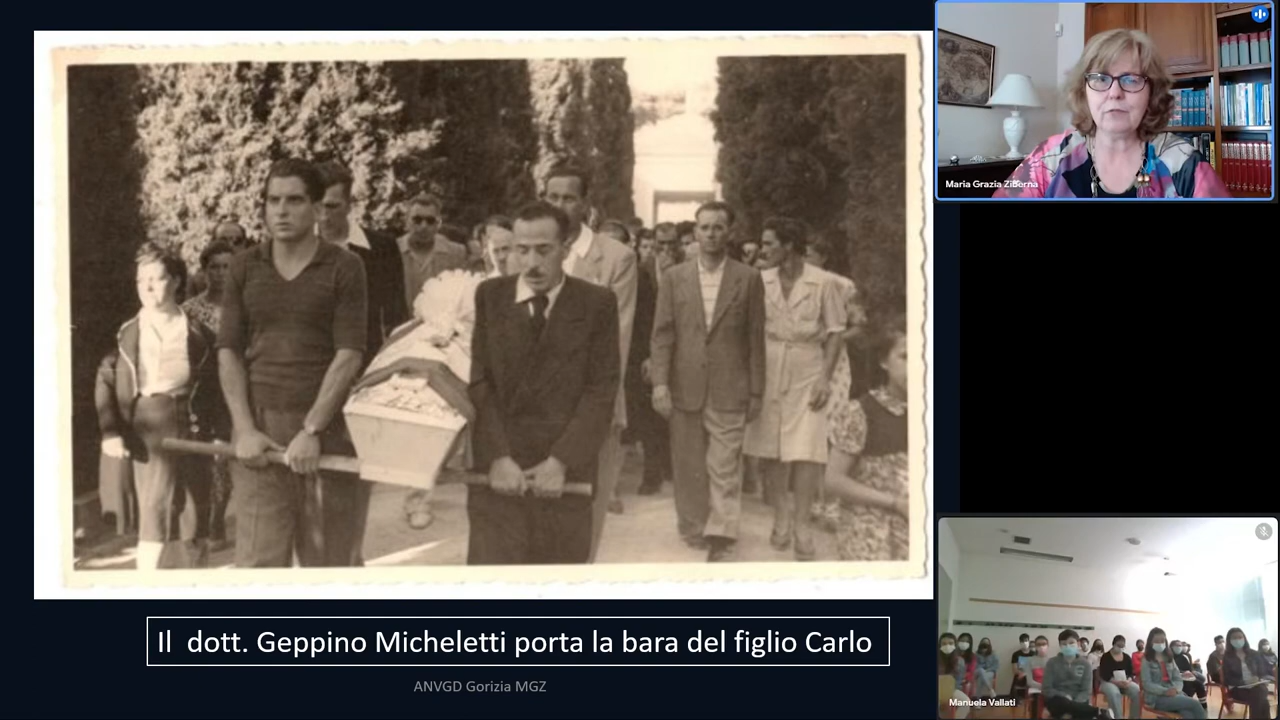 Maria Grazia Ziberna
Il  dott. Geppino Micheletti porta la bara del figlio Carlo
ANVGD Gorizia MGZ
Manuela Vallati